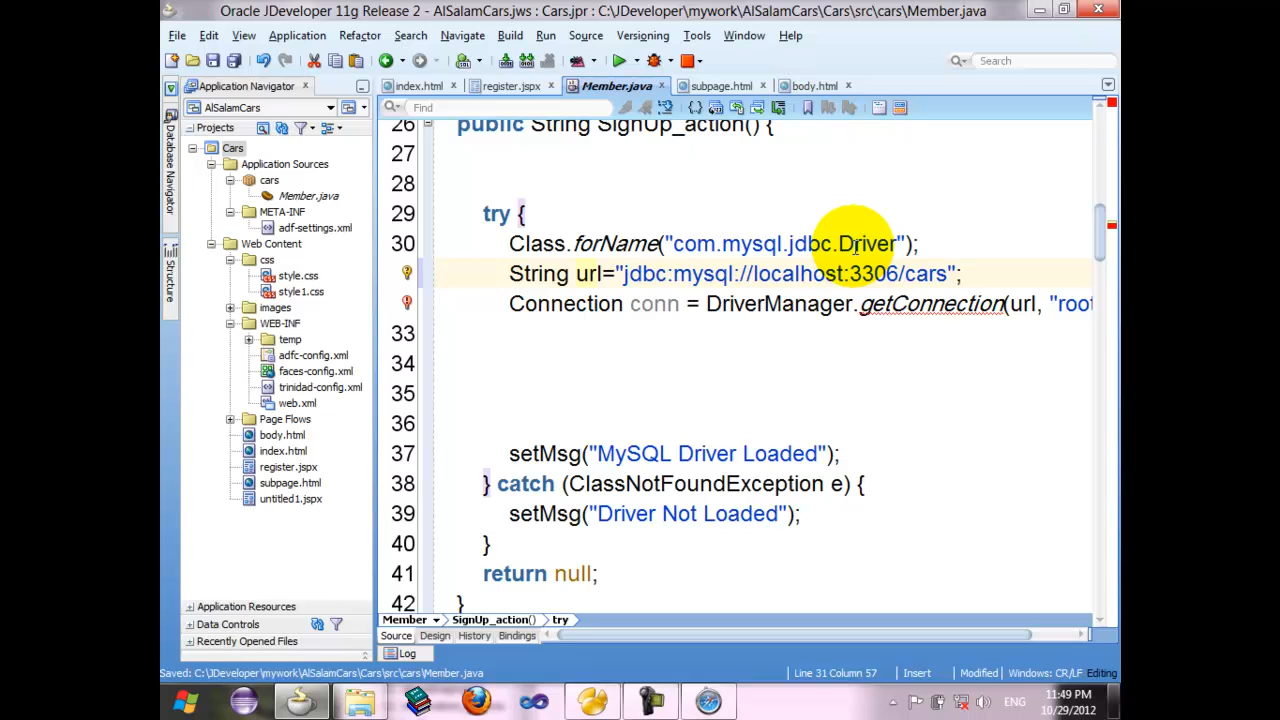 Oracle JDeveloper 11g Release 2 - AlSalamCars.jws : Cars.jpr : C:\JDeveloper\mywork\AlSalamCars\Cars\src\cars\Member.java
File Edit View Application Refactor Search Navigate Build Run Source Versioning Tools Window Help
Search
Application Navigator
index.html register.jspx Member.java subpage.html body.html
AlSalamCars
Find
Projects
Database Navigator
Structure
Cars
Application Sources
cars
Member.java
META-INF
adf-settings.xml
Web Content
css
style.css
style1.css
images
WEB-INF
temp
adfc-config.xml
faces-config.xml
trinidad-config.xml
web.xml
Page Flows
body.html
index.html
register.jspx
subpage.html
untitled1.jspx
Application Resources
Data Controls
Recently Opened Files
26 public String SignUp_action() {
27
28
29 try {
30 Class.forName("com.mysql.jdbc.Driver");
String url="jdbc:mysql://localhost:3306/cars";
Connection conn = DriverManager.getConnection(url, "root
33
34
35
36
37 setMsg("MySQL Driver Loaded");
38 } catch (ClassNotFoundException e) {
39 setMsg("Driver Not Loaded");
40 }
41 return null;
42 }
Member SignUp_action() try
Source Design History Bindings
Log
Saved: C:\JDeveloper\mywork\AlSalamCars\Cars\src\cars\Member.java
Line 31 Column 57 Insert Modified Windows: CR/LF Editing
ENG
11:49 PM
10/29/2012